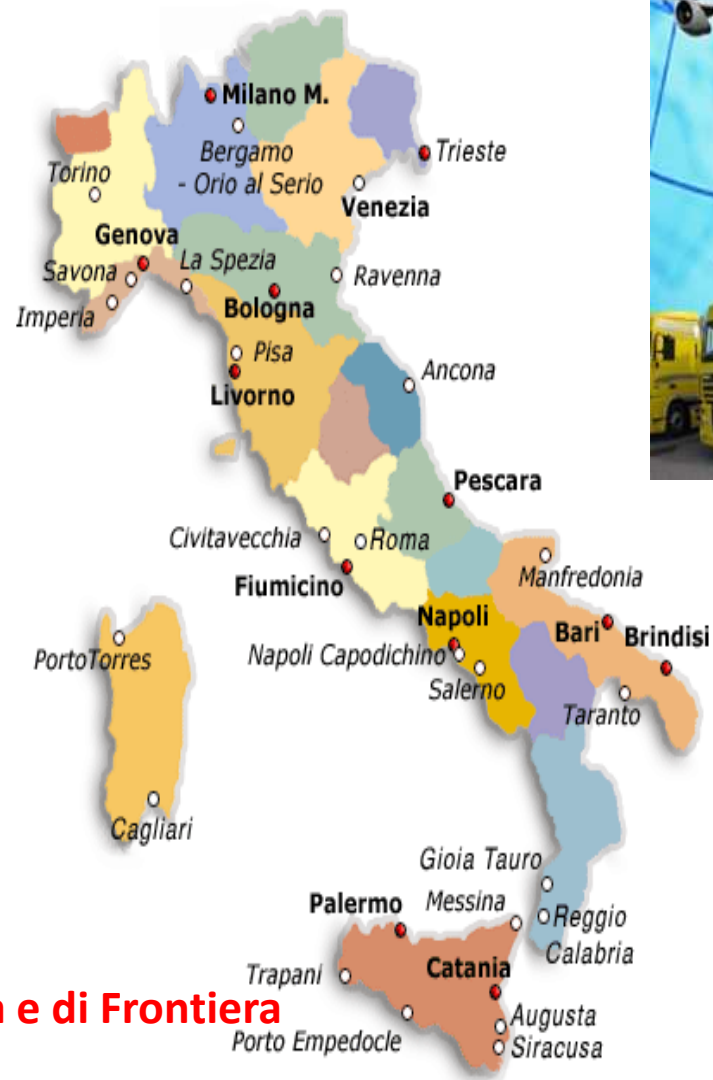 Milano M.
Bergamo
- Orio al Serio
Trieste
Torino
Venezia
Genova
La Spezia
Savona
Ravenna
Bologna
Imperia
Pisa
Ancona
Livorno
Pescara
Civitavecchia
Roma
Fiumicino
Manfredonia
Napoli
Bari
Brindisi
Napoli Capodichino
PortoTorres
Salerno
Taranto
Cagliari
Gioia Tauro
Messina
Palermo
Reggio
Calabria
Catania
Trapani
e di Frontiera
Augusta
Porto Empedocle
Siracusa